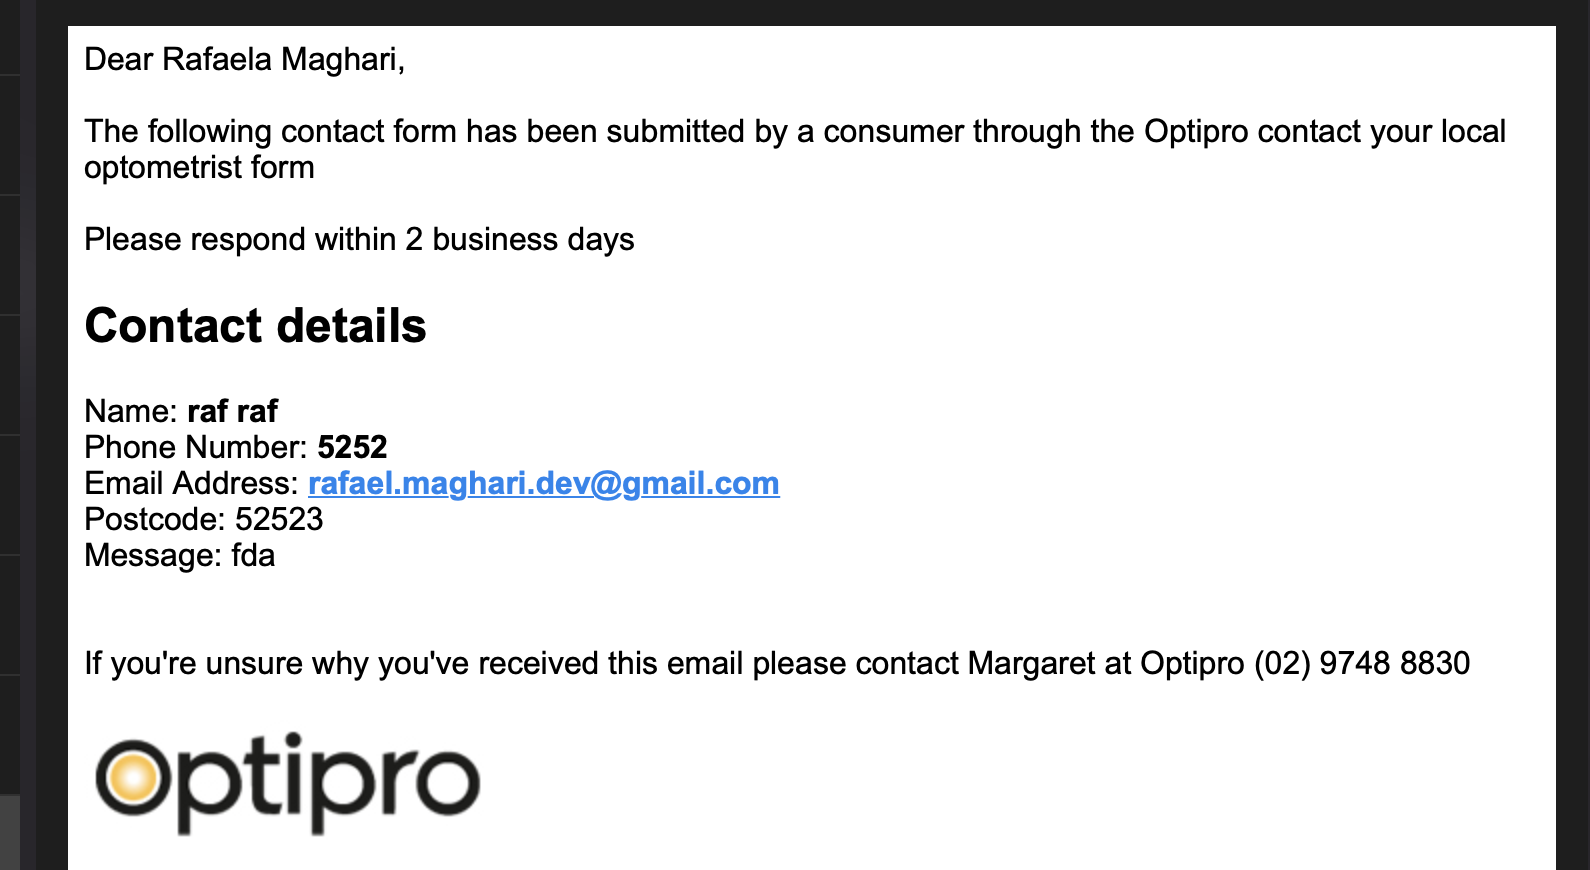 Dear Rafaela Maghari,
The following contact form has been submitted by a consumer through the Optipro contact your local
optometrist form
Please respond within 2 business days
Contact details
Name: raf raf
Phone Number: 5252
Email Address: rafael.maghari.dev@gmail.com
Postcode: 52523
Message: fda
If you're unsure why you've received this email please contact Margaret at Optipro (02) 9748 8830
Optipro